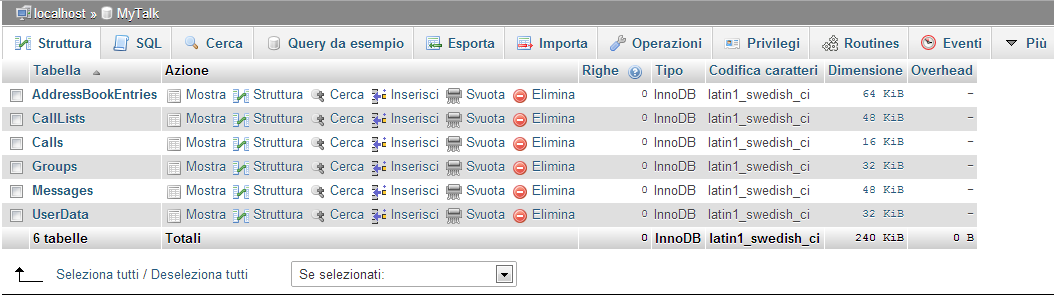 localhost » MyTalk
Struttura SQL Cerca Query da esempio Esporta Importa Operazioni Privilegi Routines Eventi Più
Tabella Azione Righe Tipo Codifica caratteri Dimensione Overhead
AddressBookEntries Mostra Struttura Cerca Inserisci Svuota Elimina 0 InnoDB latin1_swedish_ci 64 KiB -
CallLists Mostra Struttura Cerca Inserisci Svuota Elimina 0 InnoDB latin1_swedish_ci 48 KiB -
Calls Mostra Struttura Cerca Inserisci Svuota Elimina 0 InnoDB latin1_swedish_ci 16 KiB -
Groups Mostra Struttura Cerca Inserisci Svuota Elimina 0 InnoDB latin1_swedish_ci 32 KiB -
Messages Mostra Struttura Cerca Inserisci Svuota Elimina 0 InnoDB latin1_swedish_ci 48 KiB -
UserData Mostra Struttura Cerca Inserisci Svuota Elimina 0 InnoDB latin1_swedish_ci 32 KiB -
6 tabelle Totali 0 InnoDB latin1_swedish_ci 240 KiB 0 B
Seleziona tutti / Deseleziona tutti Se selezionati: